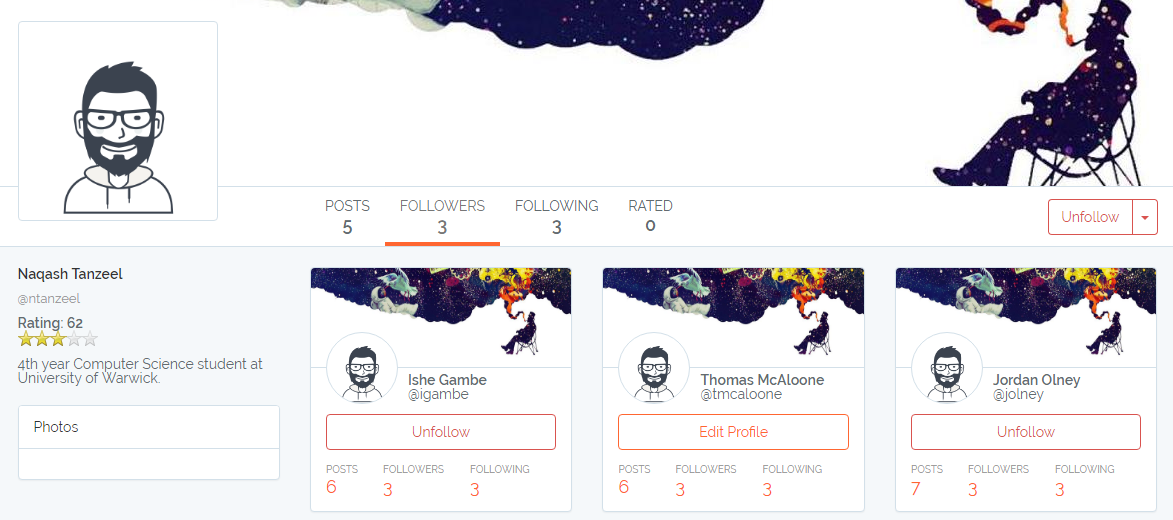 POSTS FOLLOWERS FOLLOWING RATED
5 3 3 0
Unfollow
Naqash Tanzeel
@ntanzeel
Rating: 62
4th year Computer Science student at
University of Warwick.
Photos
Ishe Gambe
@igambe
Unfollow
POSTS FOLLOWERS FOLLOWING
6 3 3
Thomas McAloone
@tmcaloone
Edit Profile
POSTS FOLLOWERS FOLLOWING
6 3 3
Jordan Olney
@jolney
Unfollow
POSTS FOLLOWERS FOLLOWING
7 3 3